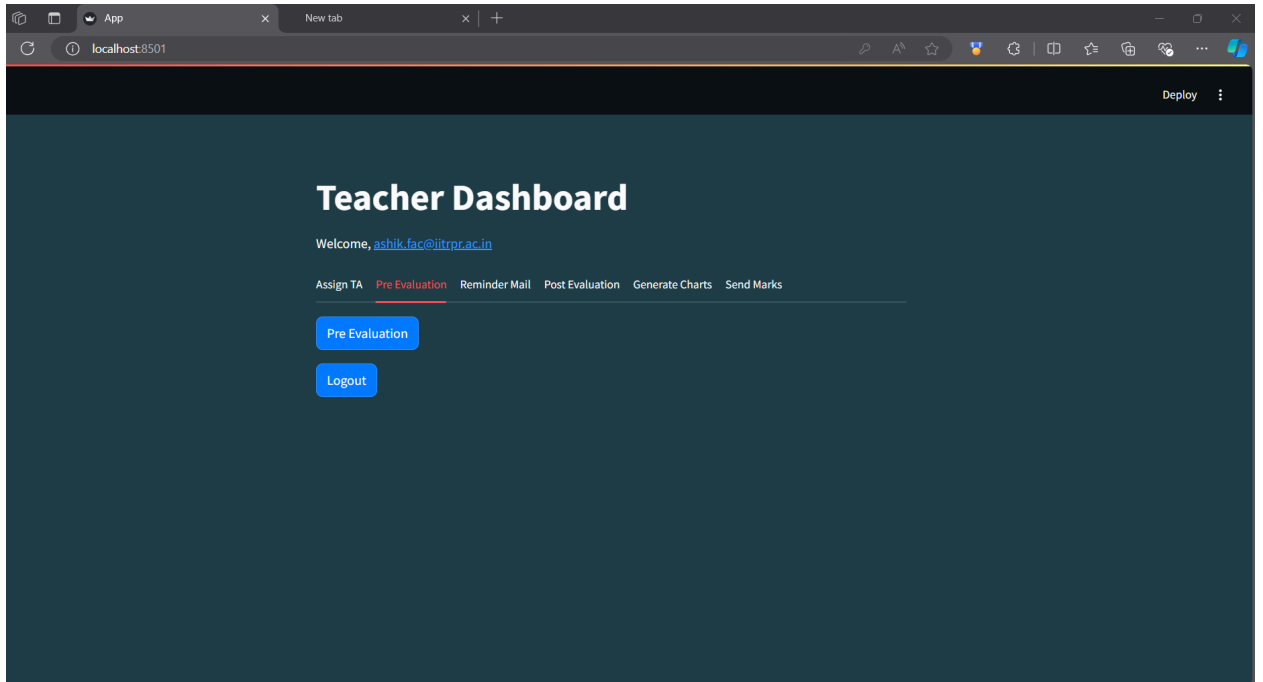 App
New tab
localhost:8501
Deploy
Teacher Dashboard
Welcome, ashik.fac@iitrpr.ac.in
Assign TA Pre Evaluation Reminder Mail Post Evaluation Generate Charts Send Marks
Pre Evaluation
Logout